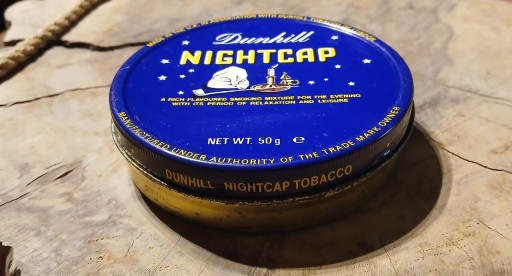 Dunhill
NIGHTCAP
A RICH FLAVOURED SMOKING MIXTURE FOR THE EVENING
WITH ITS PERIOD OF RELAXATION AND LEISURE
NET WT. 50g ℮
MANUFACTURED UNDER AUTHORITY OF THE TRADE MARK OWNER
DUNHILL NIGHTCAP TOBACCO